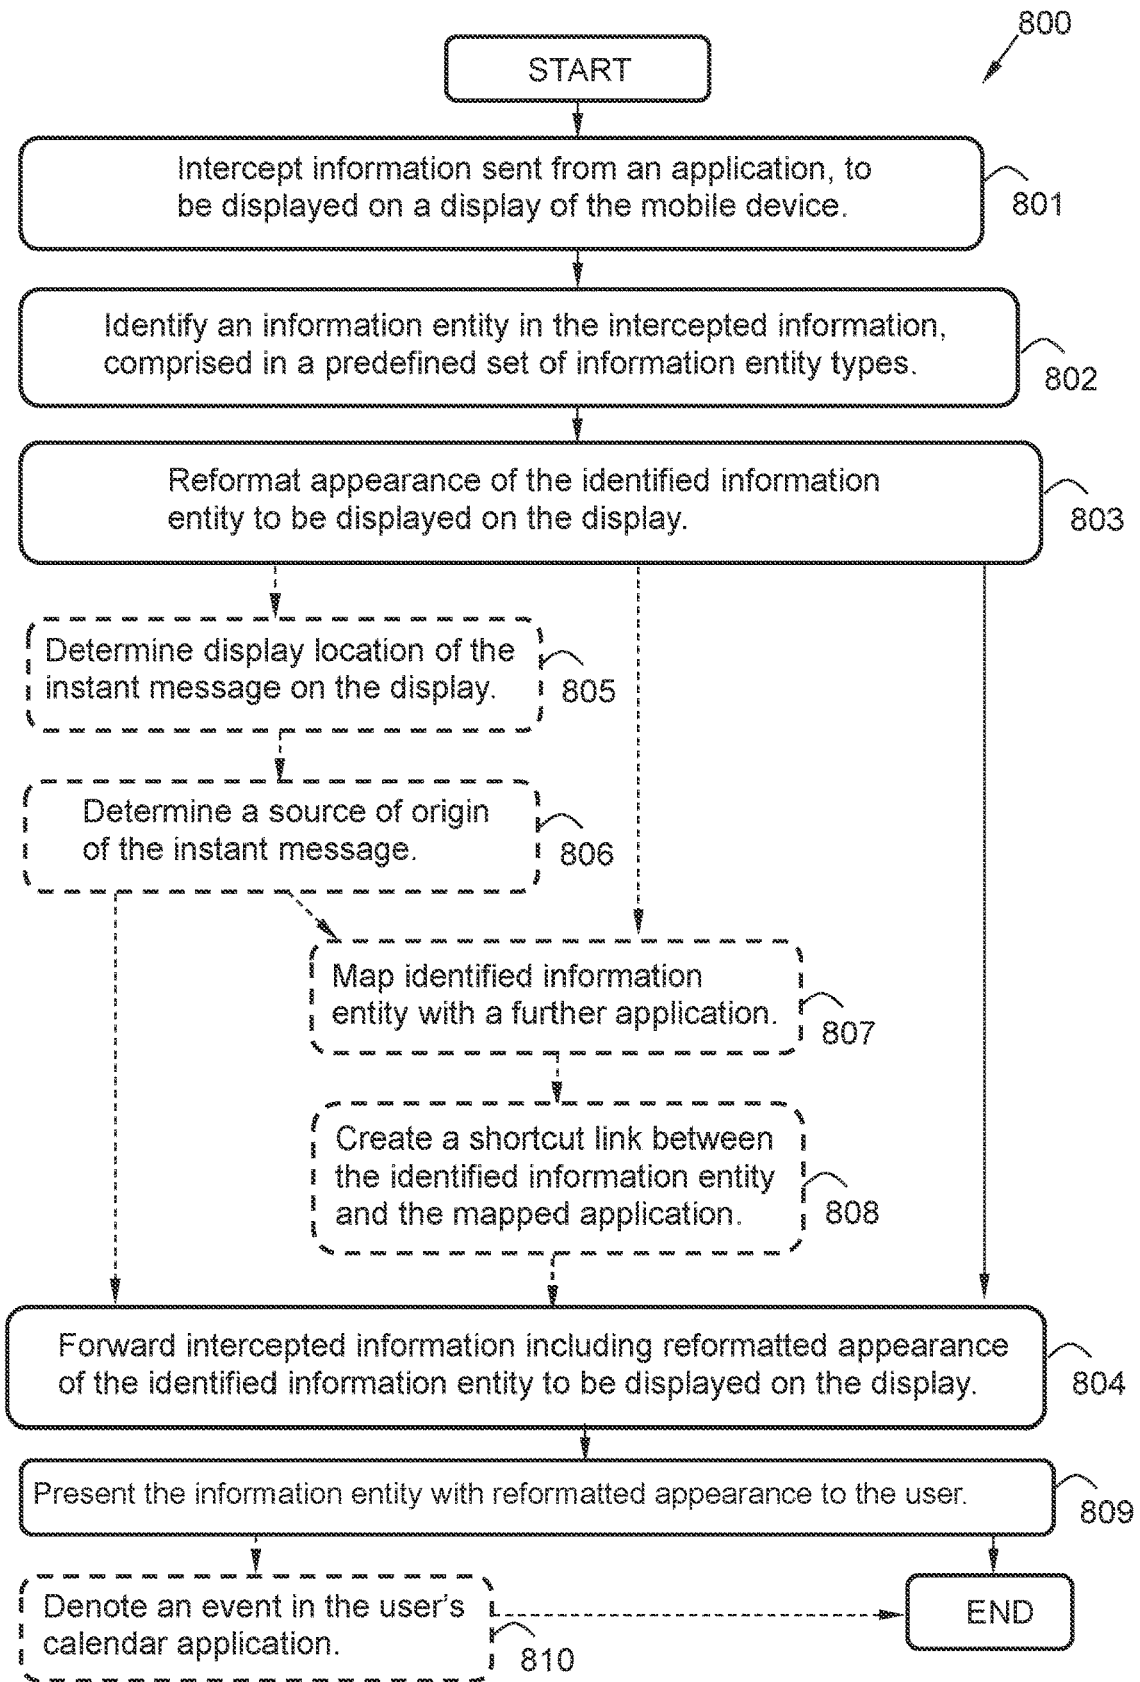 800
START
Intercept information sent from an application, to
be displayed on a display of the mobile device.
801
Identify an information entity in the intercepted information,
comprised in a predefined set of information entity types.
802
Reformat appearance of the identified information
entity to be displayed on the display.
803
Determine display location of the
instant message on the display.
805
Determine a source of origin
of the instant message.
806
Map identified information
entity with a further application.
807
Create a shortcut link between
the identified information entity
and the mapped application.
808
Forward intercepted information including reformatted appearance
of the identified information entity to be displayed on the display.
804
Present the information entity with reformatted appearance to the user.
809
Denote an event in the user's
calendar application.
810
END